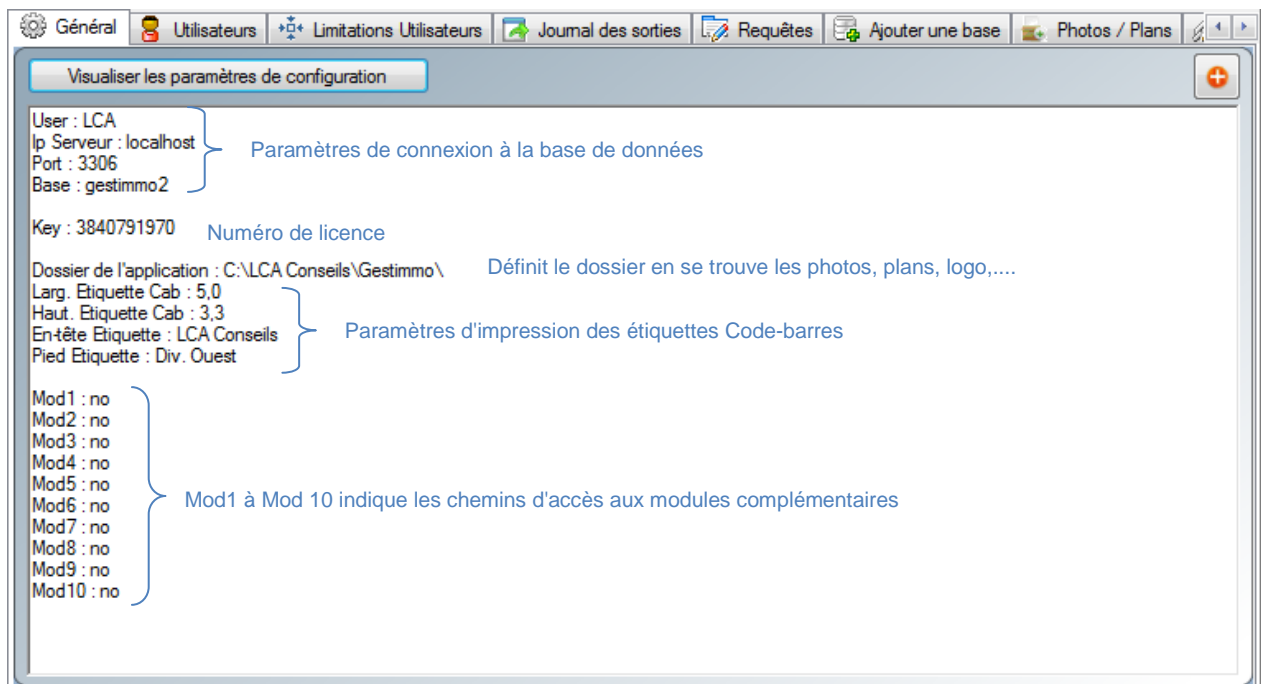 Général Utilisateurs Limitations Utilisateurs Journal des sorties Requêtes Ajouter une base Photos / Plans
Visualiser les paramètres de configuration
User : LCA
Ip Serveur : localhost
Port : 3306
Base : gestimmo2
Paramètres de connexion à la base de données
Key : 3840791970
Numéro de licence
Dossier de l'application : C:\LCA Conseils\Gestimmo\
Définit le dossier en se trouve les photos, plans, logo,....
Larg. Etiquette Cab : 5,0
Haut. Etiquette Cab : 3,3
En-tête Etiquette : LCA Conseils
Pied Etiquette : Div. Ouest
Paramètres d'impression des étiquettes Code-barres
Mod1 : no
Mod2 : no
Mod3 : no
Mod4 : no
Mod5 : no
Mod6 : no
Mod7 : no
Mod8 : no
Mod9 : no
Mod10 : no
Mod1 à Mod 10 indique les chemins d'accès aux modules complémentaires